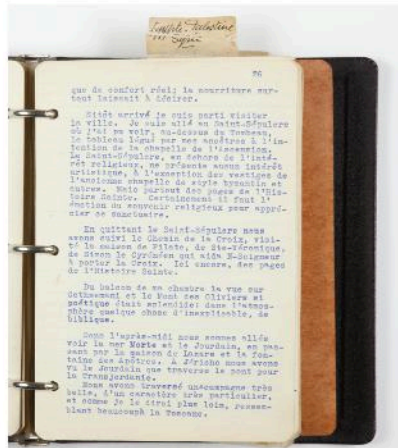 Egypte-Palestine
Syrie
26
que de confort réel; la nourriture sur-
tout laissait à désirer.
Sitôt arrivé je suis parti visiter
la ville. Je suis allé au Saint-Sépulcre
où j'ai pu voir, au-dessus du Tombeau,
le tableau légué par mes ancêtres à l'in-
tention de la chapelle de l'Ascension.
Le Saint-Sépulcre, en dehors de l'inté-
rêt religieux, ne présente aucun intérêt
artistique, à l'exception des vestiges de
l'ancienne chapelle de style byzantin et
autres. Mais partout des pages de l'His-
toire Sainte. Certainement il faut l'
émotion du souvenir religieux pour appré-
cier ce sanctuaire.
En quittant le Saint-Sépulcre nous
avons suivi le Chemin de la Croix, visi-
té la maison de Pilate, de Ste-Véronique,
de Simon le Cyrénéen qui aida N-Seigneur
à porter la Croix. Ici encore, des pages
de l'Histoire Sainte.
Du balcon de ma chambre la vue sur
Gethsemani et le Mont des Oliviers et
poétique était splendide; dans l'atmos-
phère quelque chose d'inexplicable, de
biblique.
Dans l'après-midi nous sommes allés
voir la mer Morte et le Jourdain, en pas-
sant par la maison de Lazare et la fon-
taine des Apôtres. A Jéricho nous avons
vu le Jourdain que traverse le pont pour
la Transjordanie.
Nous avons traversé une campagne très
belle, d'un caractère très particulier,
et comme je le dirai plus loin, ressem-
blant beaucoup à la Toscane.